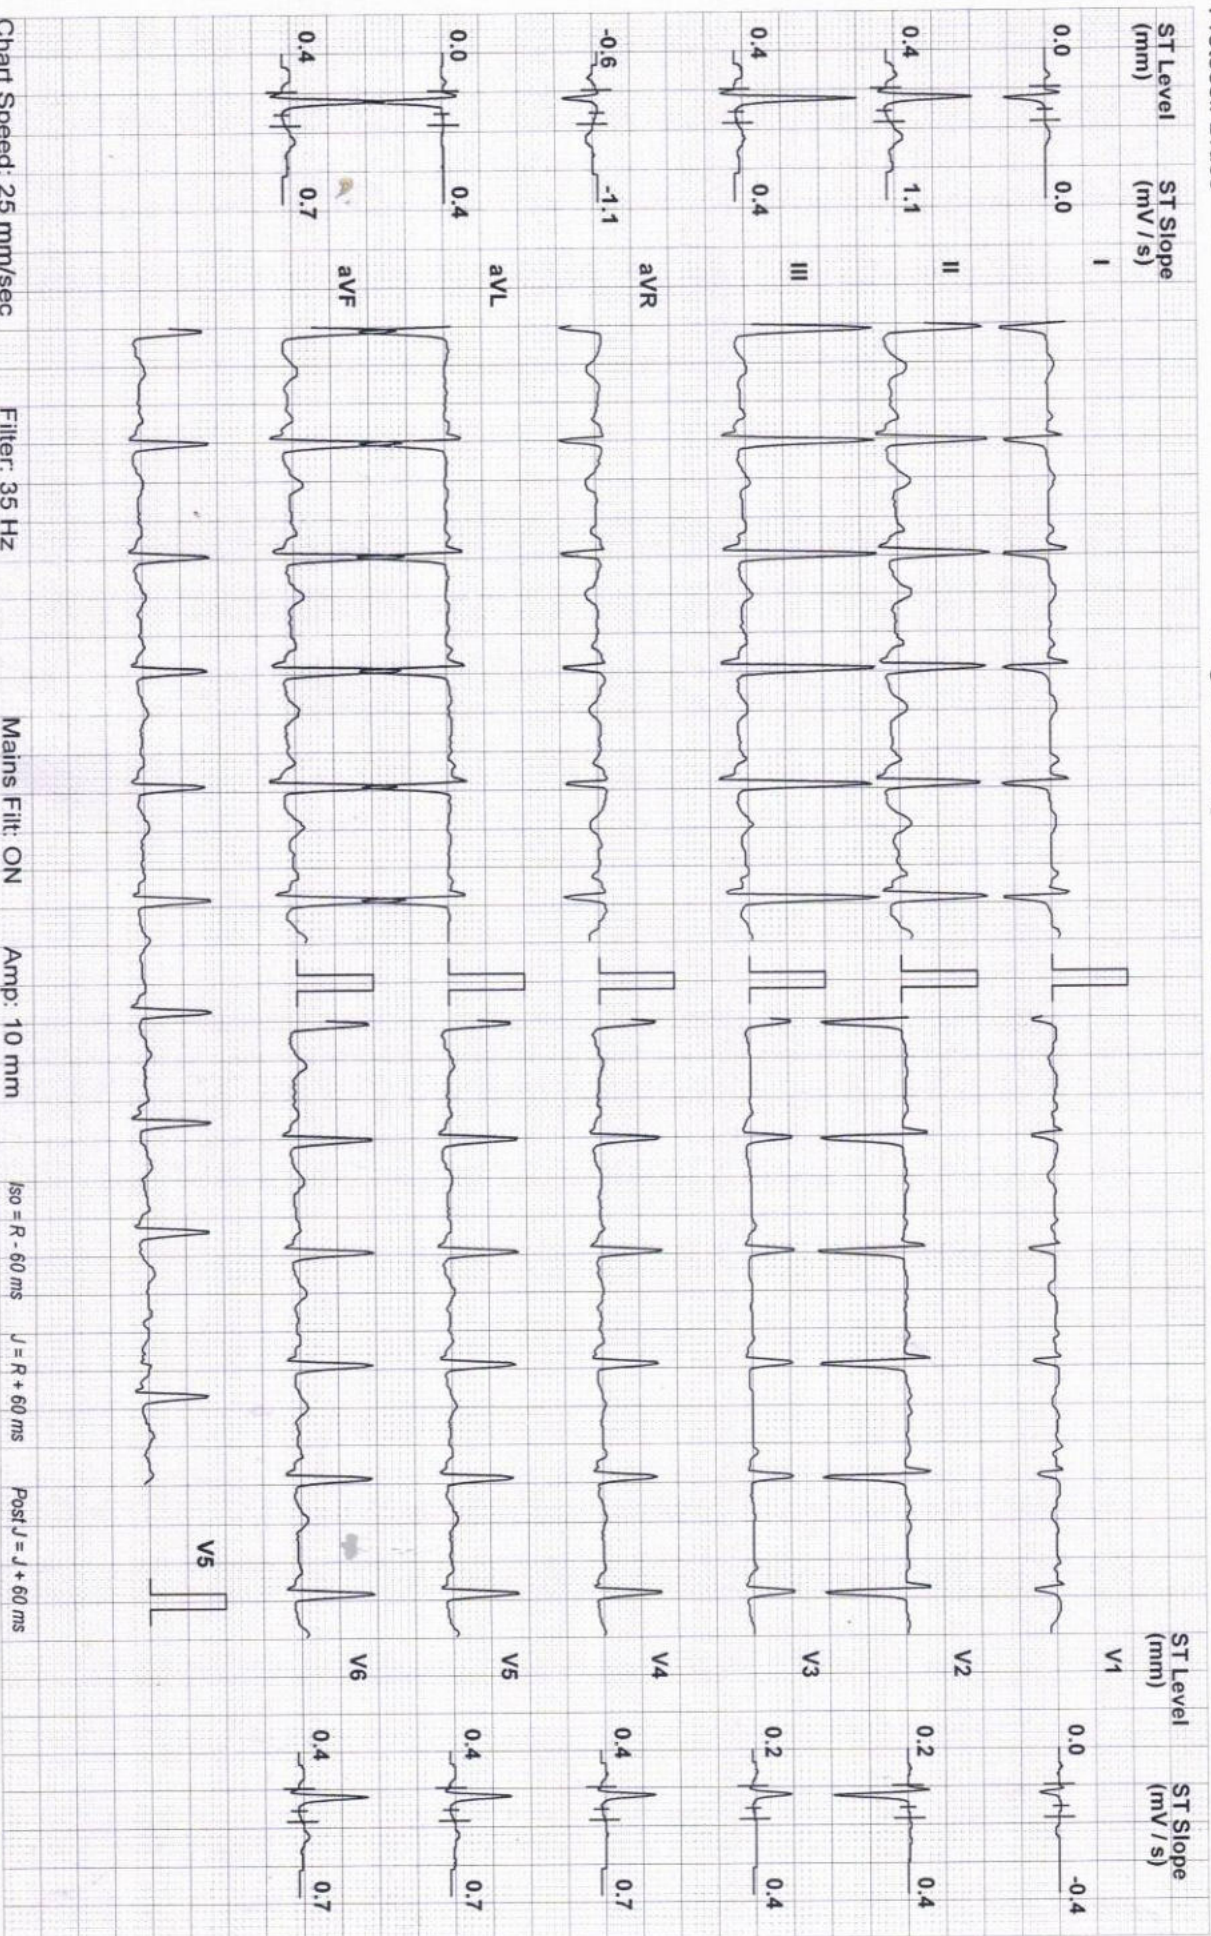 ST Level ST Slope
(mm) (mV / s)
0.0 0.0
I
0.4 1.1
II
0.4 0.4
III
-0.6 -1.1
aVR
0.0 0.4
aVL
0.4 0.7
aVF
ST Level ST Slope
(mm) (mV / s)
V1
0.0 -0.4
V2
0.2 0.4
V3
0.2 0.4
V4
0.4 0.7
V5
0.4 0.7
V6
0.4 0.7
V5
Chart Speed: 25 mm/sec Filter: 35 Hz Mains Filt: ON Amp: 10 mm Iso = R - 60 ms J = R + 60 ms Post J = J + 60 ms